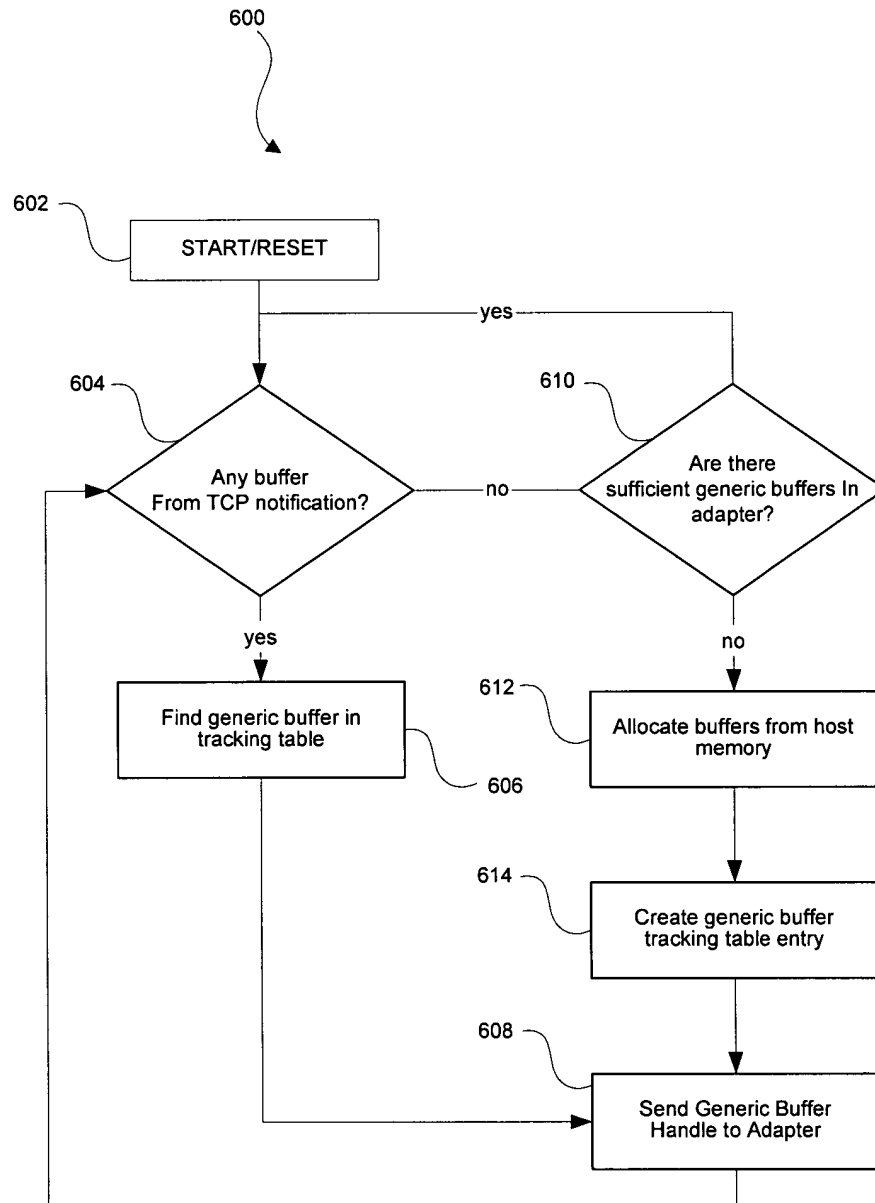 600
602
START/RESET
yes
604
610
Any buffer
From TCP notification?
no
Are there
sufficient generic buffers In
adapter?
yes
no
612
Find generic buffer in
tracking table
Allocate buffers from host
memory
606
614
Create generic buffer
tracking table entry
608
Send Generic Buffer
Handle to Adapter